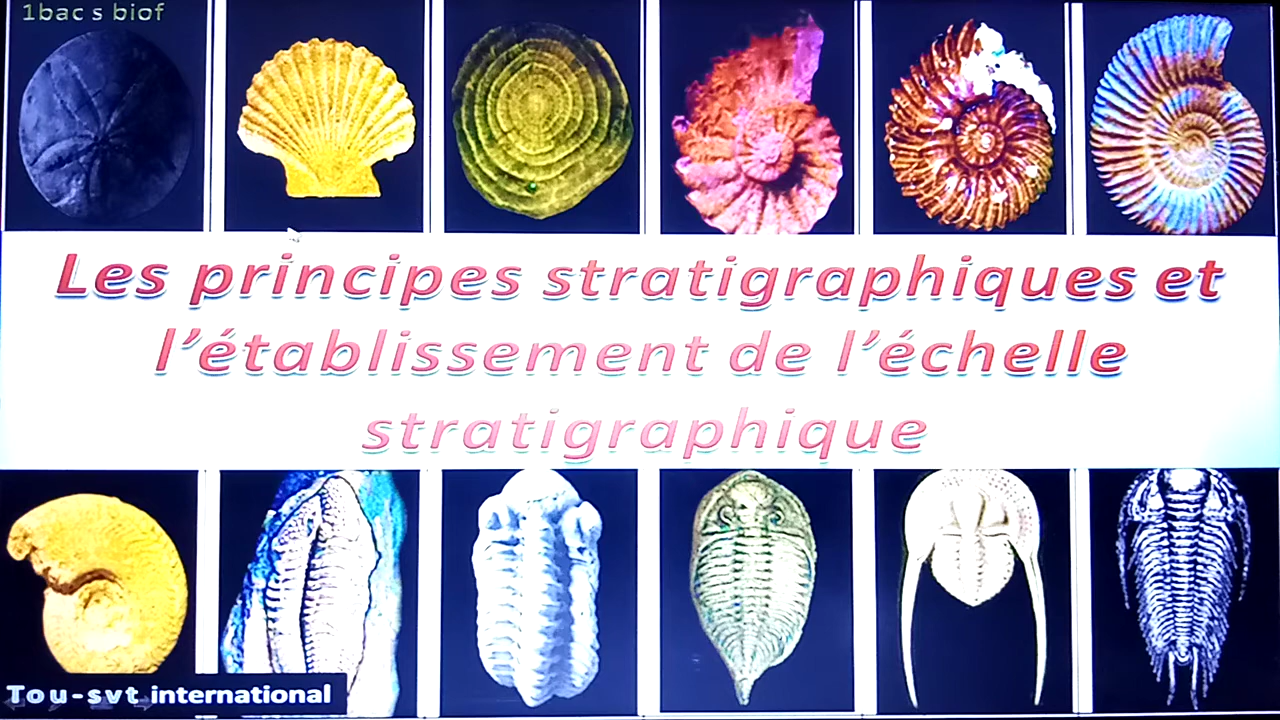 1bac s biof
Les principes stratigraphiques et
l’établissement de l’échelle
stratigraphique
Tou-svt international